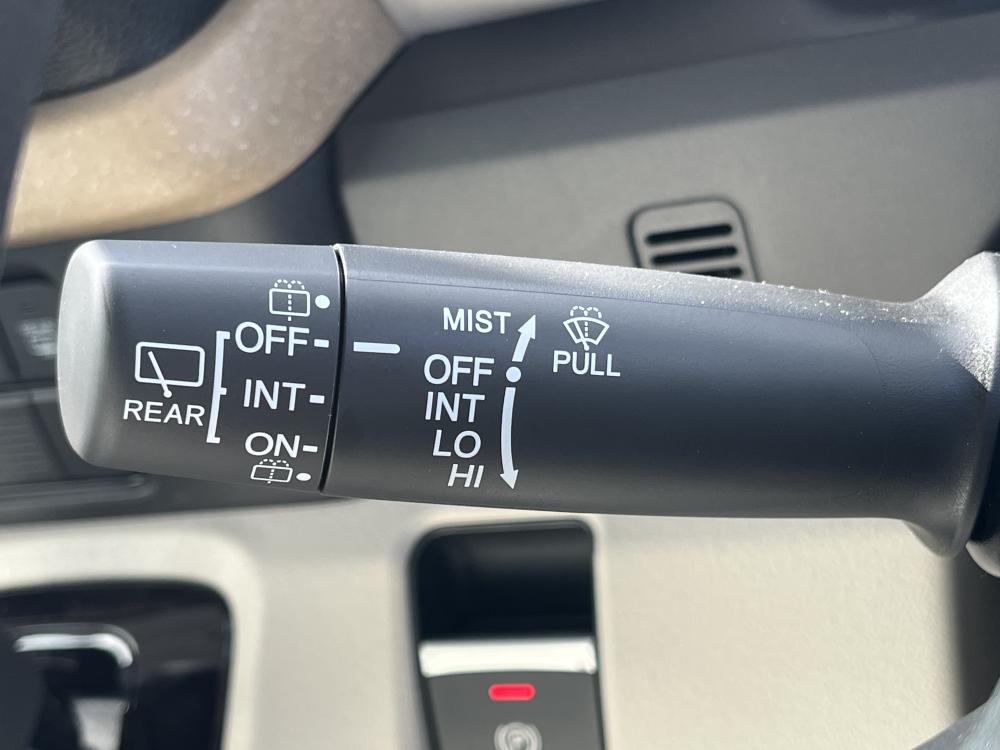 REAR
OFF
INT
ON
MIST
OFF
INT
LO
HI
PULL